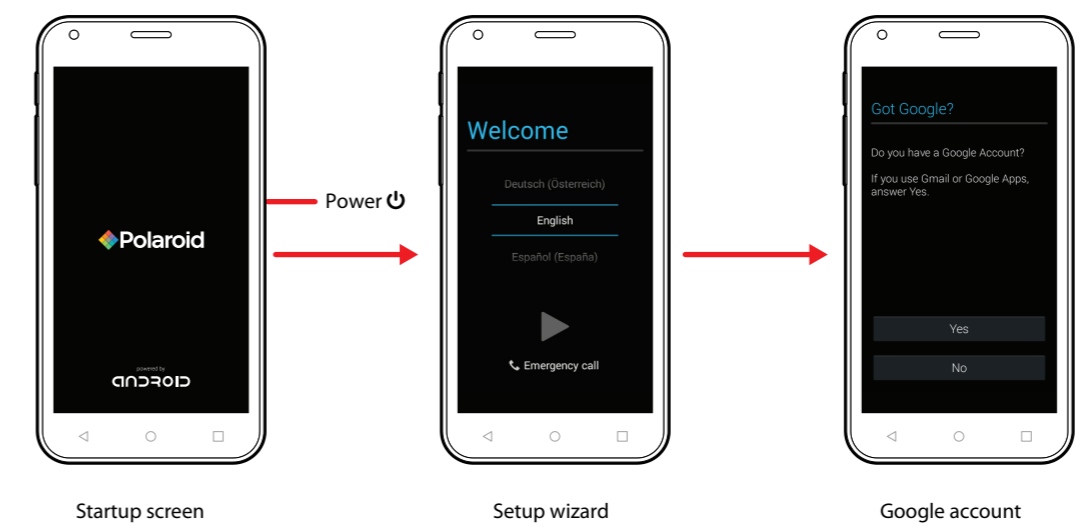 Polaroid
powered by
ANDROID
Startup screen
Power
Welcome
Deutsch (Österreich)
English
Español (España)
Emergency call
Setup wizard
Got Google?
Do you have a Google Account?
If you use Gmail or Google Apps,
answer Yes.
Yes
No
Google account